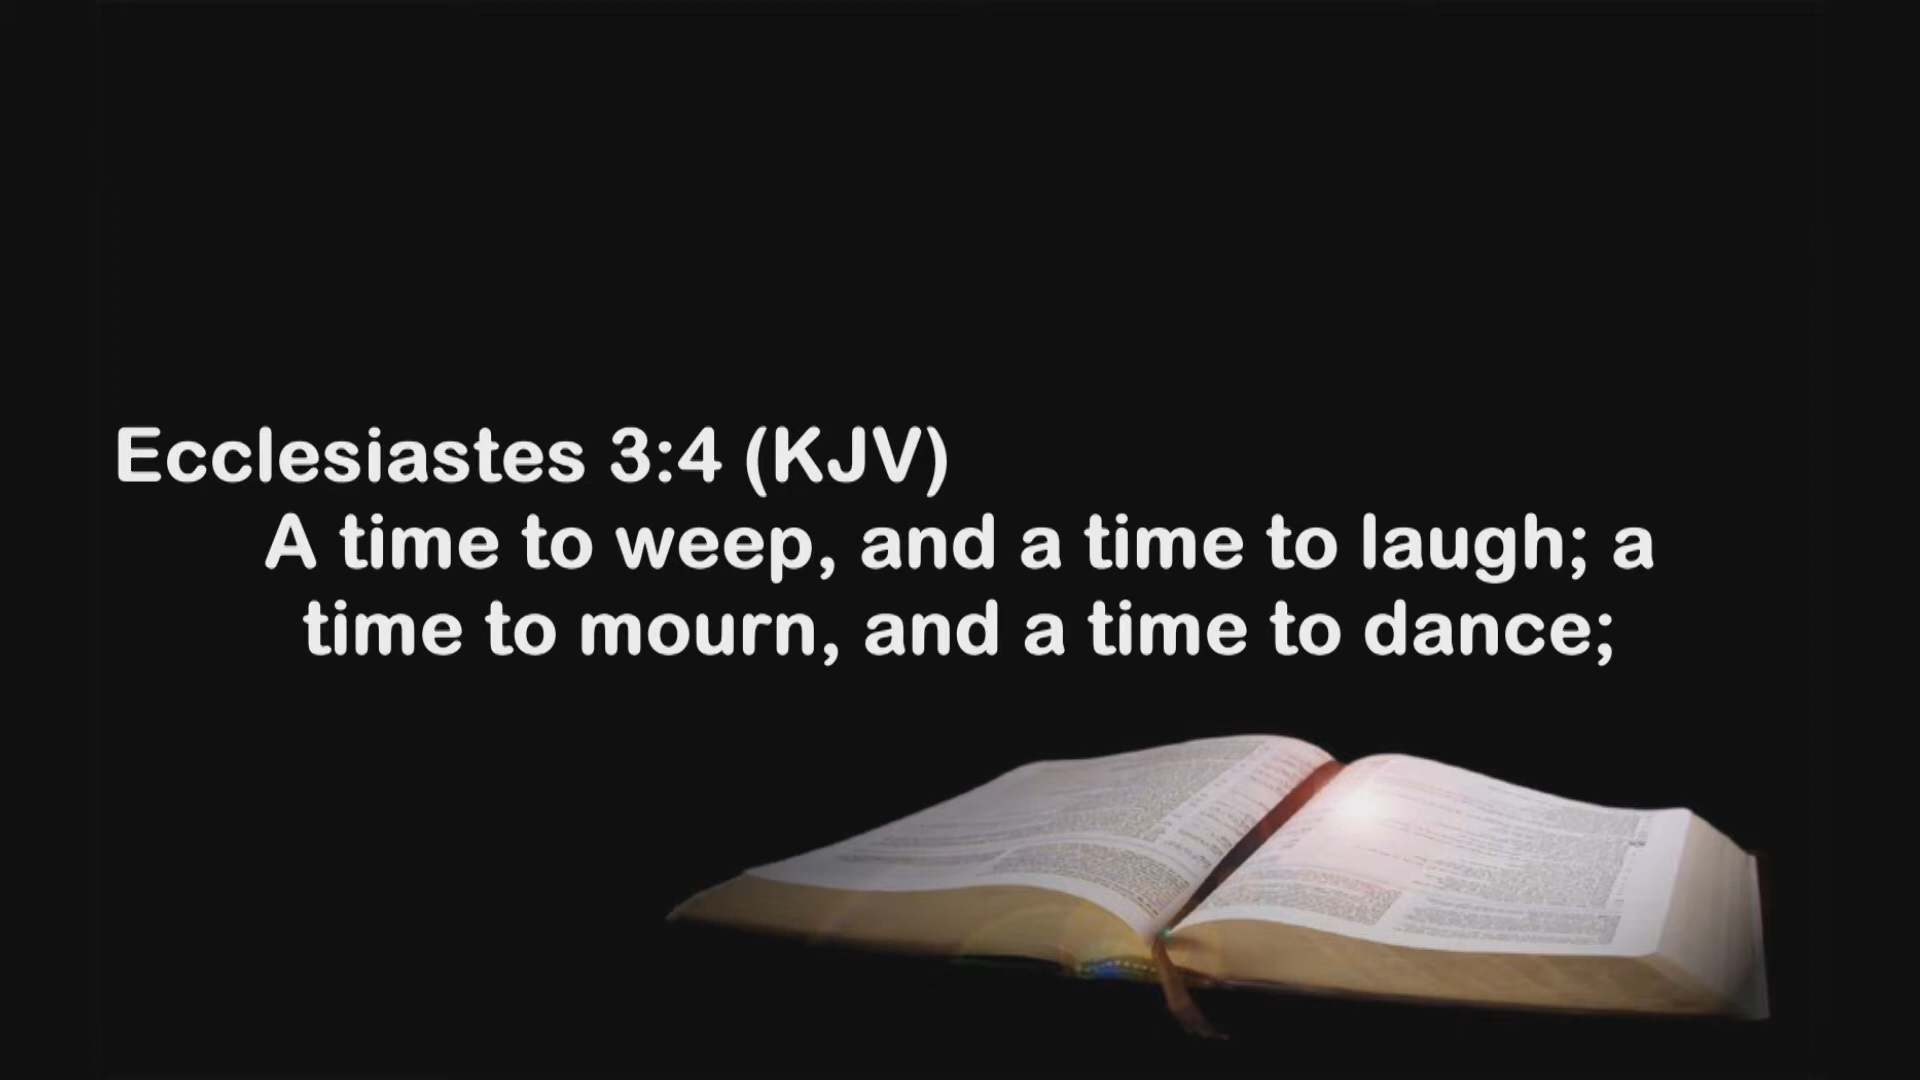 Ecclesiastes 3:4 (KJV)
A time to weep, and a time to laugh; a
time to mourn, and a time to dance;